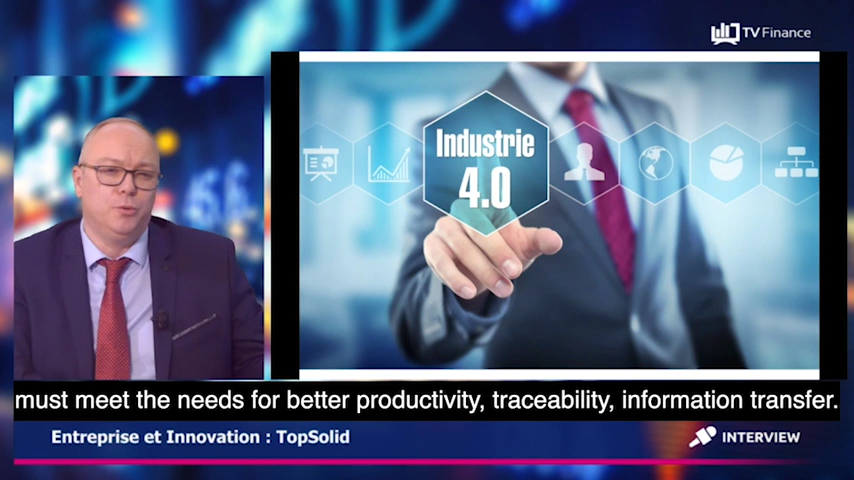 TV Finance
Industrie
4.0
must meet the needs for better productivity, traceability, information transfer.
Entreprise et Innovation : TopSolid
INTERVIEW